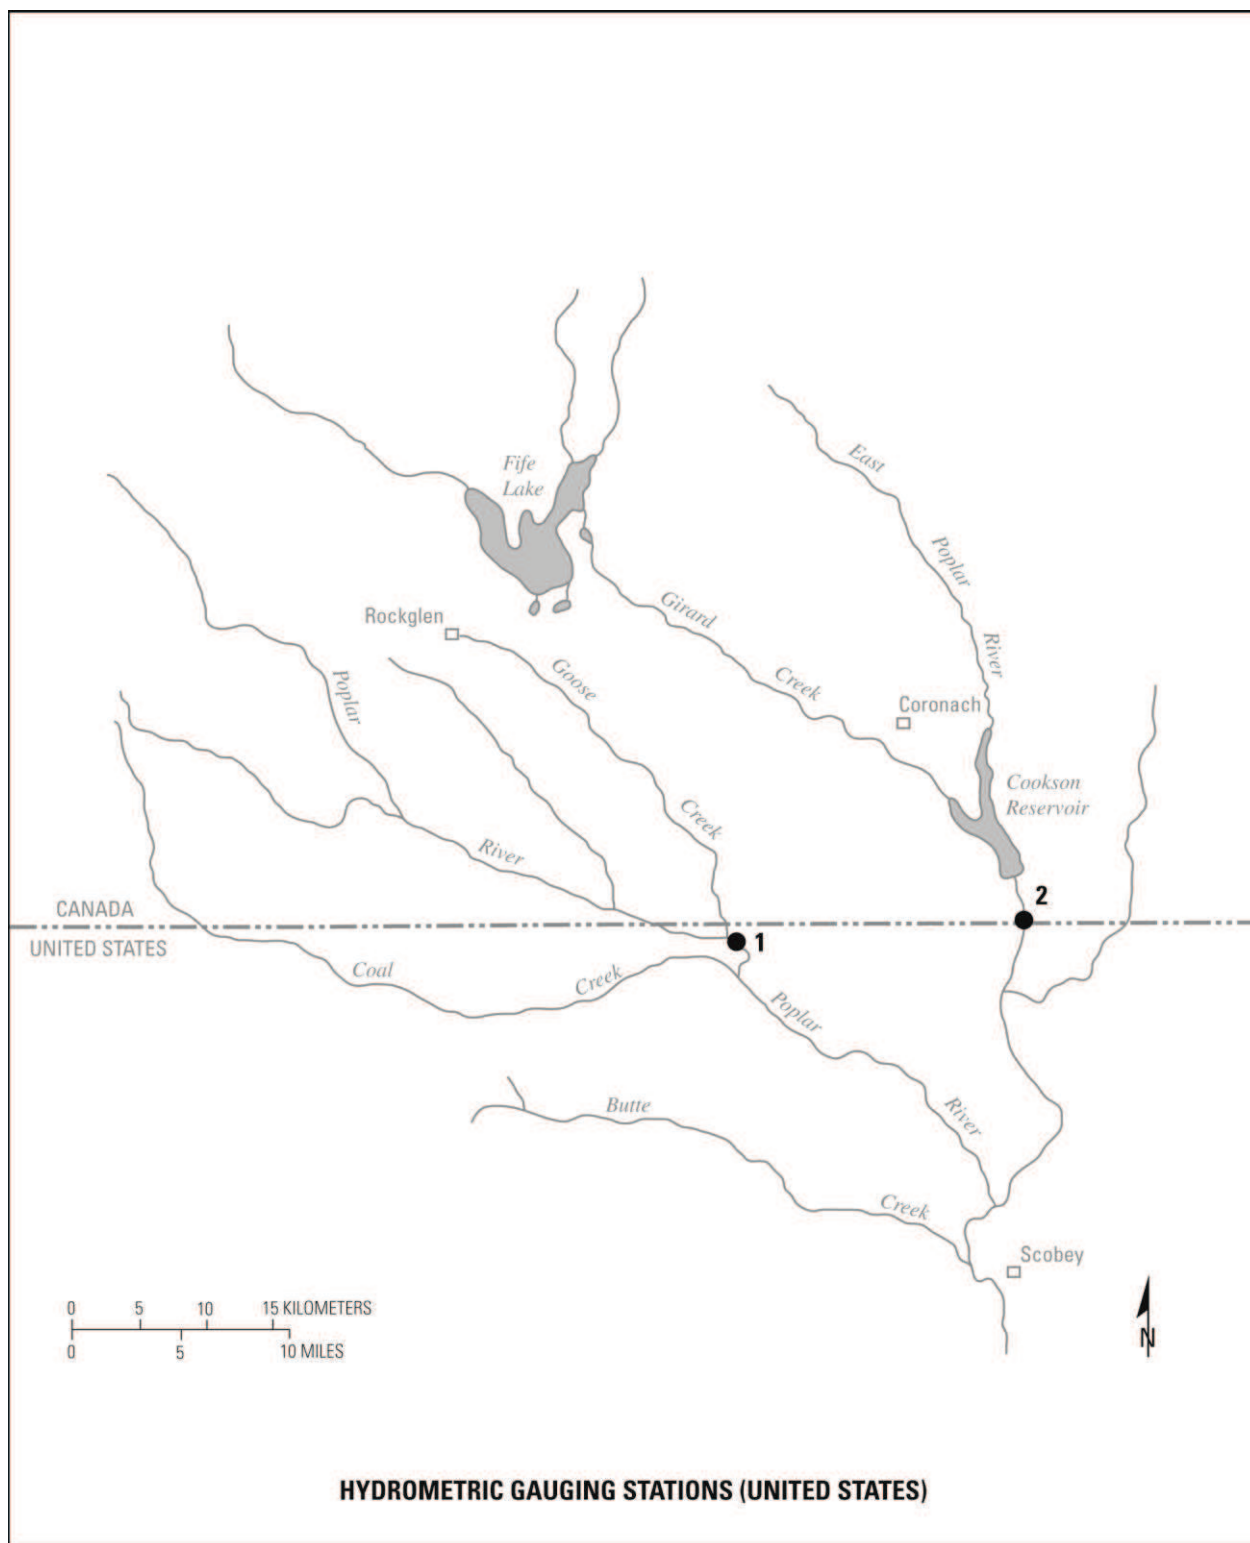 Fife
Lake
East
Poplar
River
Girard
Creek
Rockglen
Goose
Creek
Poplar
River
Coronach
Cookson
Reservoir
CANADA
UNITED STATES
1
2
Coal
Creek
Poplar
River
Butte
Creek
Scobey
0 5 10 15 KILOMETERS
0 5 10 MILES
N
HYDROMETRIC GAUGING STATIONS (UNITED STATES)